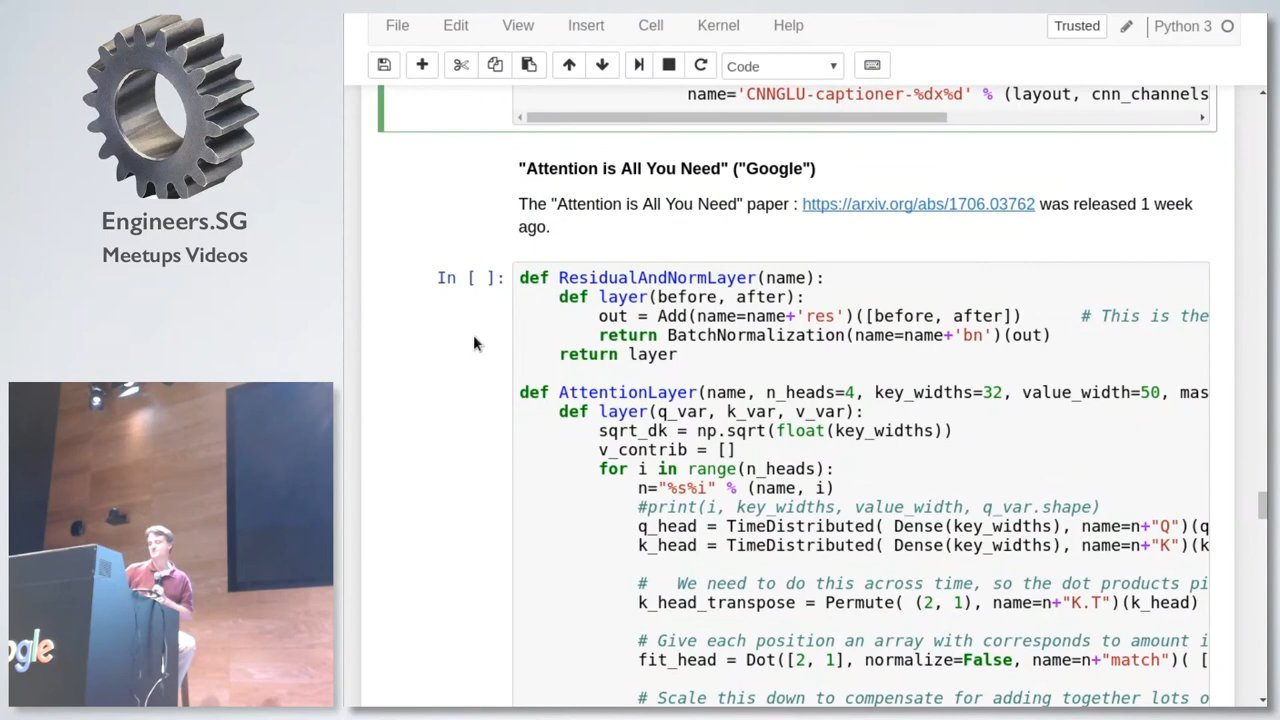 Engineers.SG
Meetups Videos
ogle
File Edit View Insert Cell Kernel Help
Trusted
Python 3
Code
name='CNNGLU-captioner-%dx%d' % (layout, cnn_channels
"Attention is All You Need" ("Google")
The "Attention is All You Need" paper : https://arxiv.org/abs/1706.03762 was released 1 week
ago.
In [ ]:
def ResidualAndNormLayer(name):
def layer(before, after):
out = Add(name=name+'res')([before, after]) # This is the
return BatchNormalization(name=name+'bn')(out)
return layer
def AttentionLayer(name, n_heads=4, key_widths=32, value_width=50, mas
def layer(q_var, k_var, v_var):
sqrt_dk = np.sqrt(float(key_widths))
v_contrib = []
for i in range(n_heads):
n="%s%i" % (name, i)
#print(i, key_widths, value_width, q_var.shape)
q_head = TimeDistributed( Dense(key_widths), name=n+"Q")(q
k_head = TimeDistributed( Dense(key_widths), name=n+"K")(k
# We need to do this across time, so the dot products pi
k_head_transpose = Permute( (2, 1), name=n+"K.T")(k_head)
# Give each position an array with corresponds to amount i
fit_head = Dot([2, 1], normalize=False, name=n+"match")( [
# Scale this down to compensate for adding together lots o